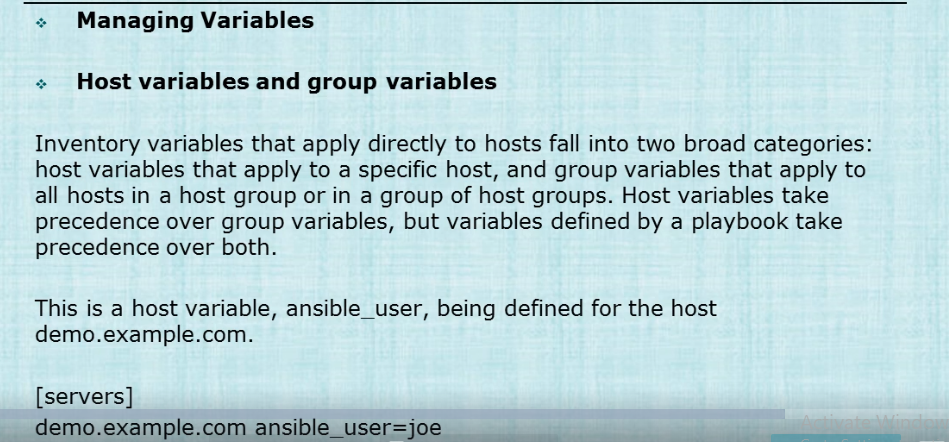 Managing Variables
Host variables and group variables
Inventory variables that apply directly to hosts fall into two broad categories:
host variables that apply to a specific host, and group variables that apply to
all hosts in a host group or in a group of host groups. Host variables take
precedence over group variables, but variables defined by a playbook take
precedence over both.
This is a host variable, ansible_user, being defined for the host
demo.example.com.
[servers]
demo.example.com ansible_user=joe